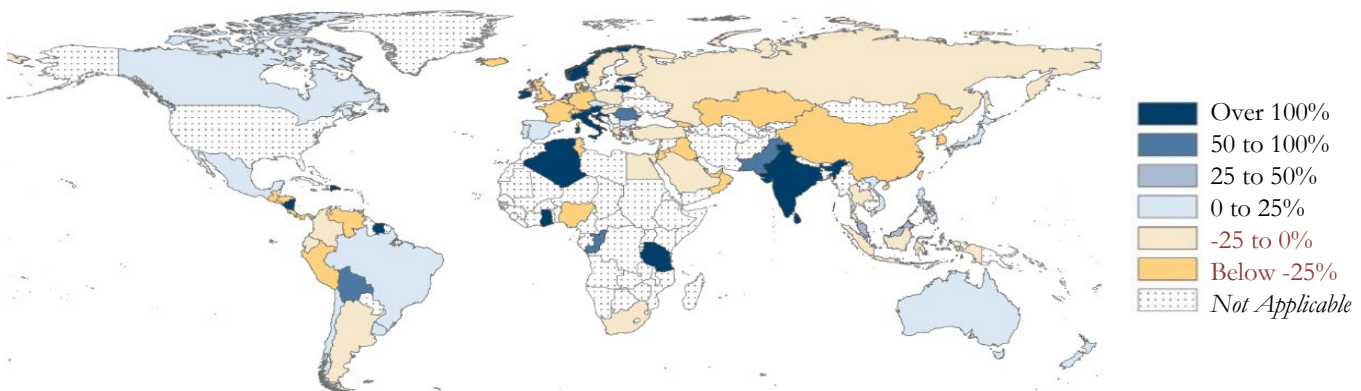 Over 100%
50 to 100%
25 to 50%
0 to 25%
-25 to 0%
Below -25%
Not Applicable